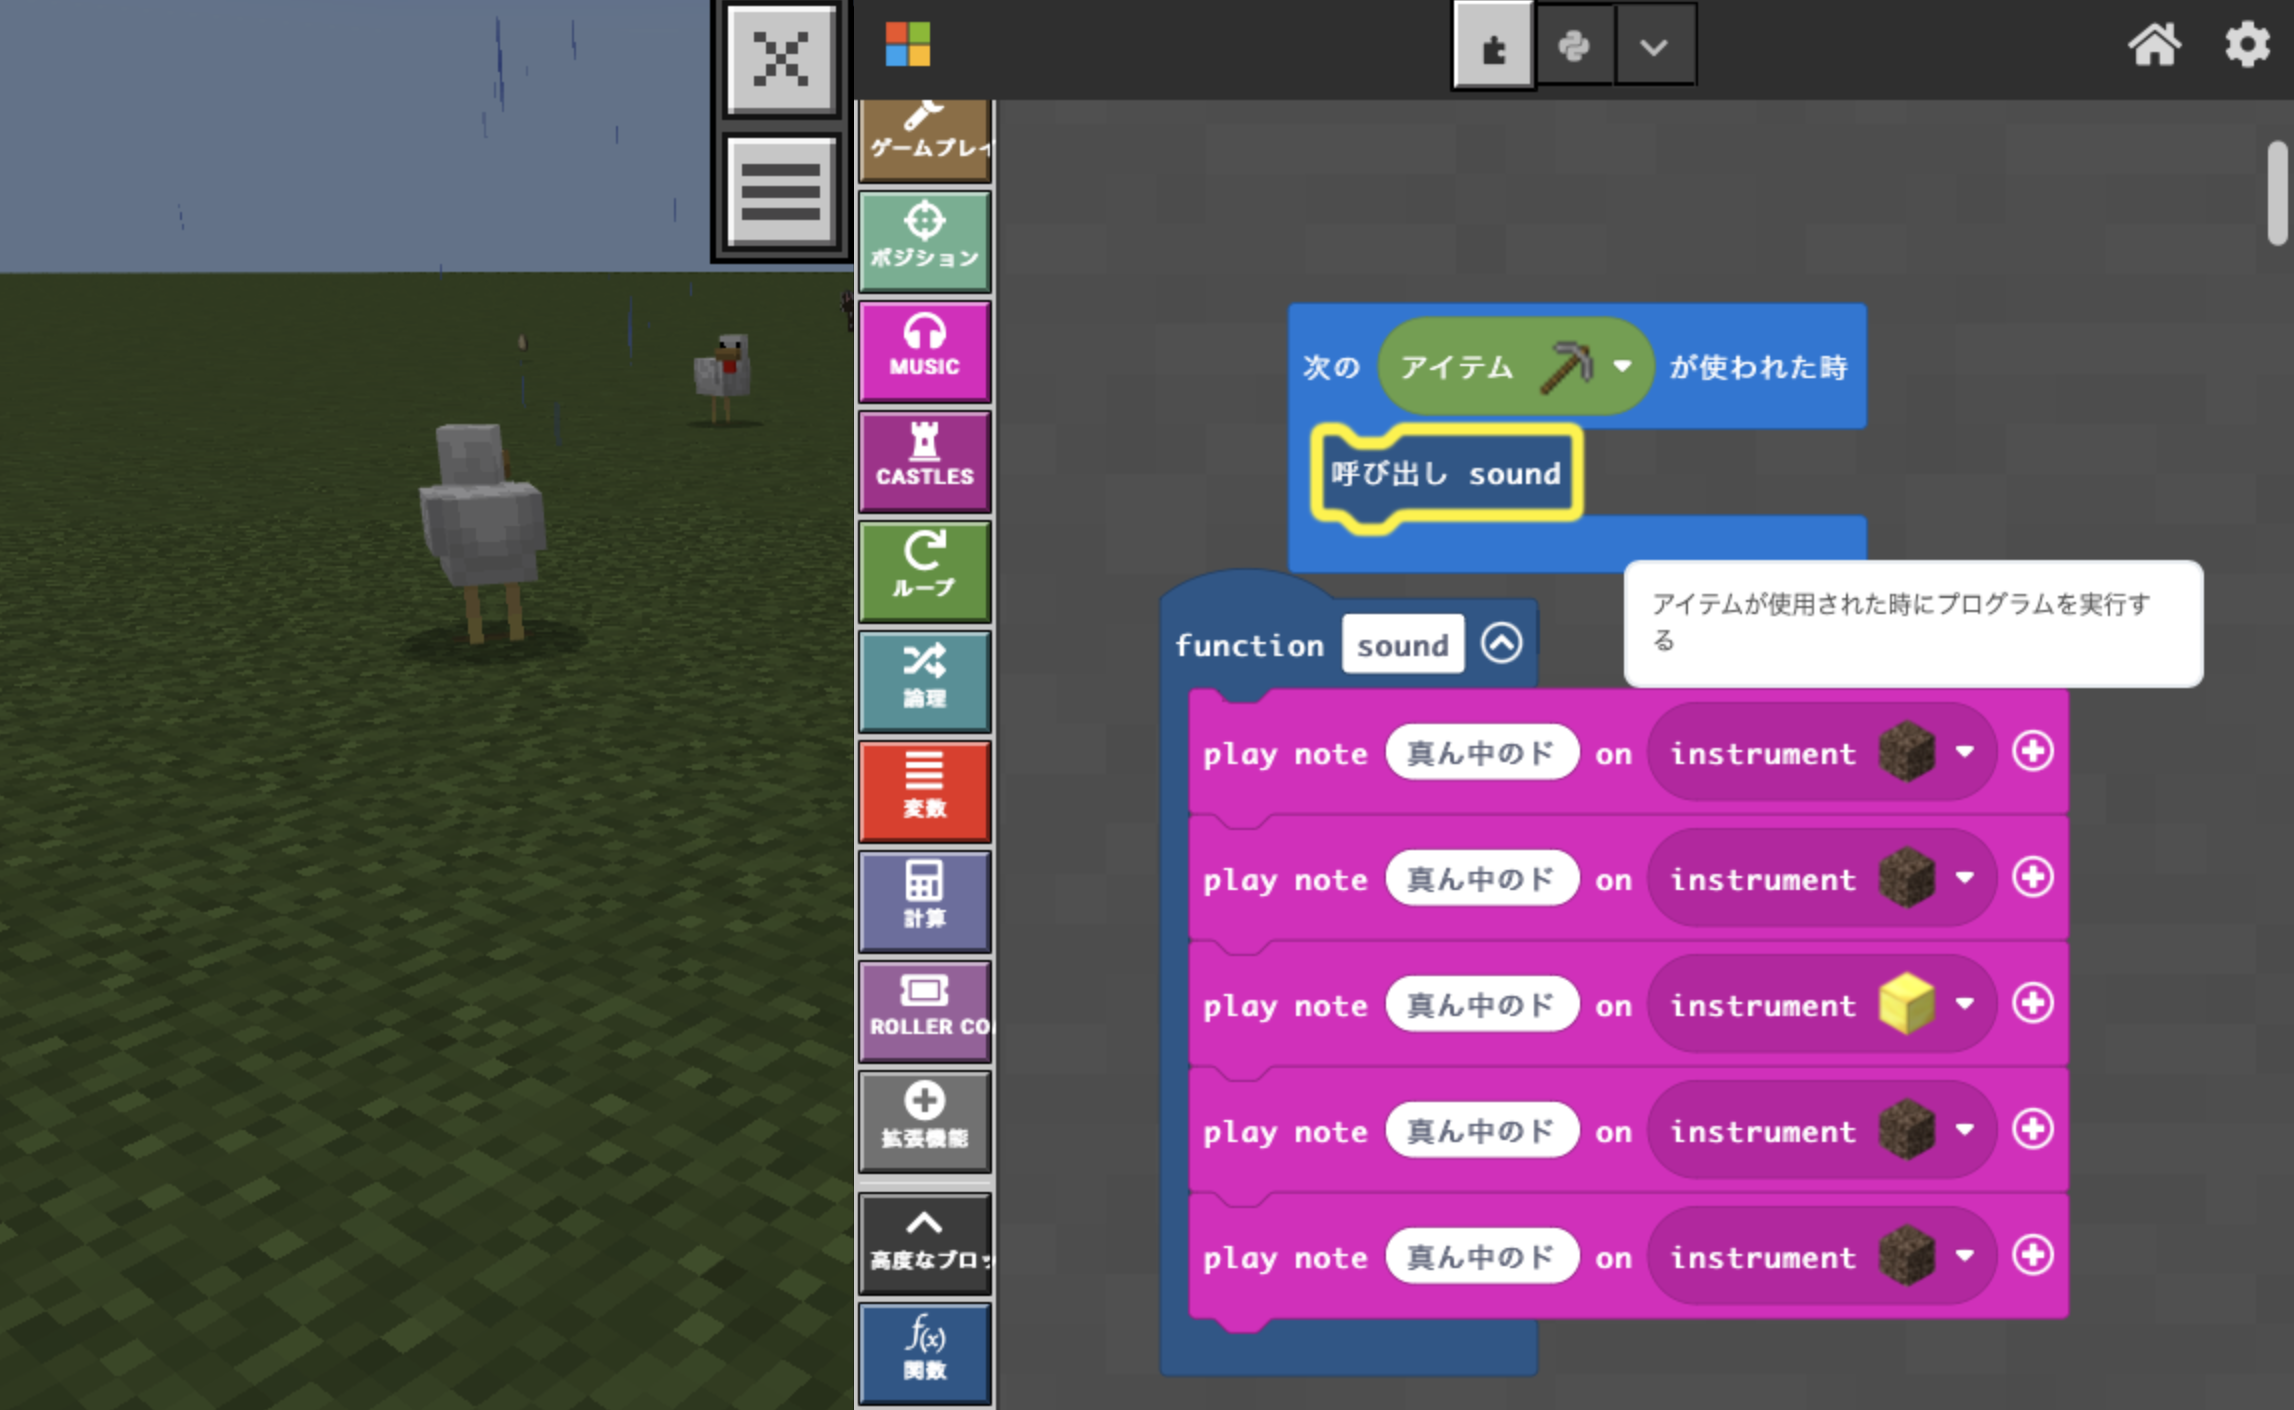 ゲームプレイ
ポジション
MUSIC
CASTLES
ループ
論理
変数
計算
ROLLER CO
拡張機能
高度なブロッ
f(x)
関数
次の アイテム が使われた時
呼び出し sound
アイテムが使用された時にプログラムを実行す
る
function sound
play note 真ん中のド on instrument
play note 真ん中のド on instrument
play note 真ん中のド on instrument
play note 真ん中のド on instrument
play note 真ん中のド on instrument